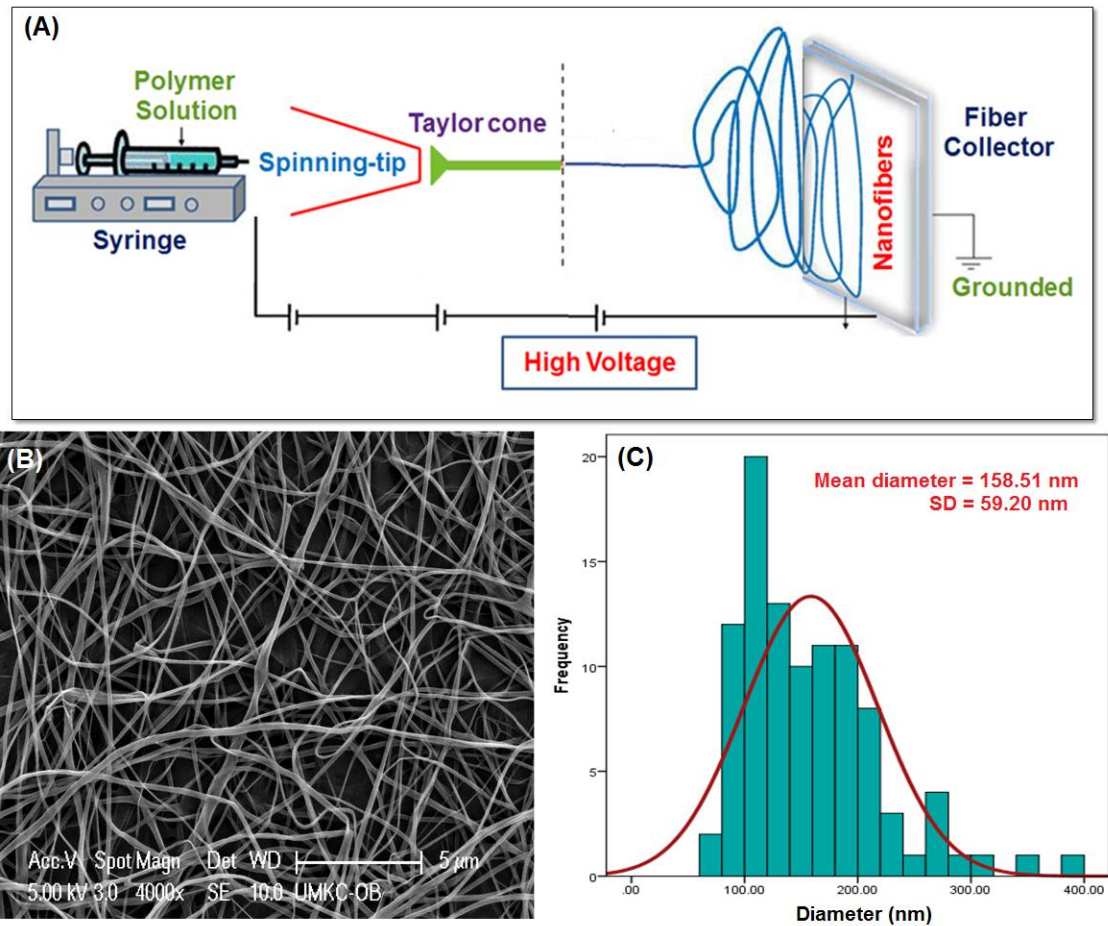 (A)
Polymer
Solution
Taylor cone
Spinning-tip
Syringe
Fiber
Collector
Nanofibers
Grounded
High Voltage
(B)
Acc.V Spot Magn Det WD 5 µm
5.00 kV 3.0 4000x SE 10.0 UMKC-OB
(C)
Mean diameter = 158.51 nm
SD = 59.20 nm
20
15
10
5
0
Frequency
.00 100.00 200.00 300.00 400.00
Diameter (nm)